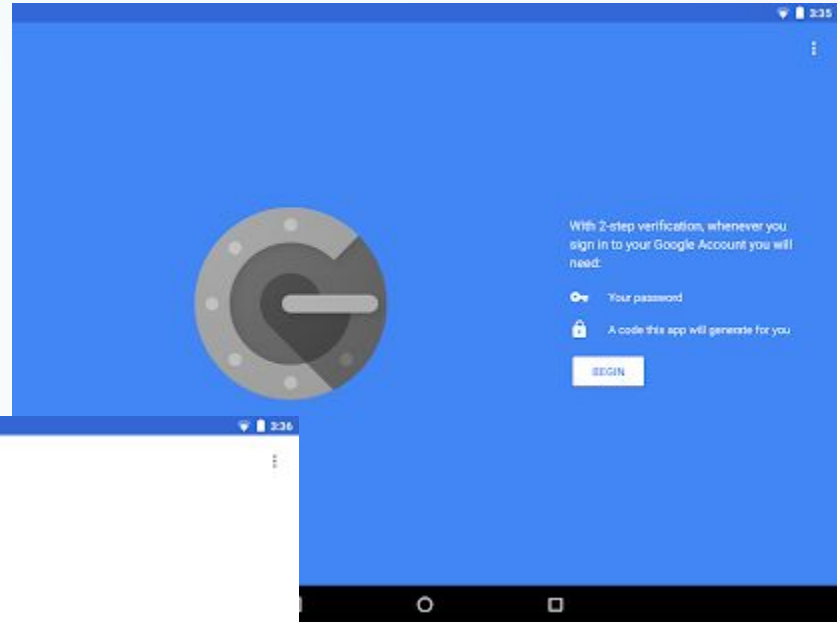 3:35
With 2-step verification, whenever you
sign in to your Google Account you will
need:
Your password
A code this app will generate for you
BEGIN
3:36